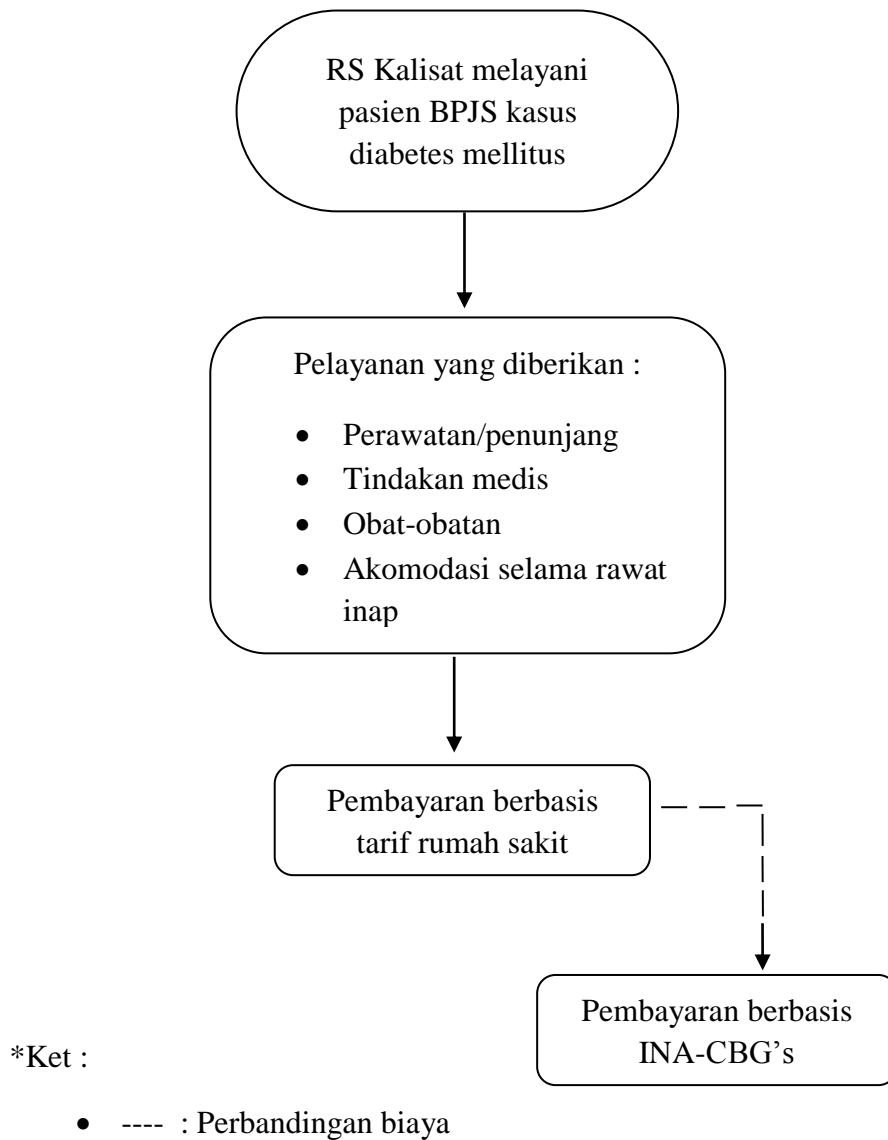 RS Kalisat melayani
pasien BPJS kasus
diabetes mellitus
Pelayanan yang diberikan :
• Perawatan/penunjang
• Tindakan medis
• Obat-obatan
• Akomodasi selama rawat
inap
Pembayaran berbasis
tarif rumah sakit
Pembayaran berbasis
INA-CBG’s
*Ket :
• ---- : Perbandingan biaya